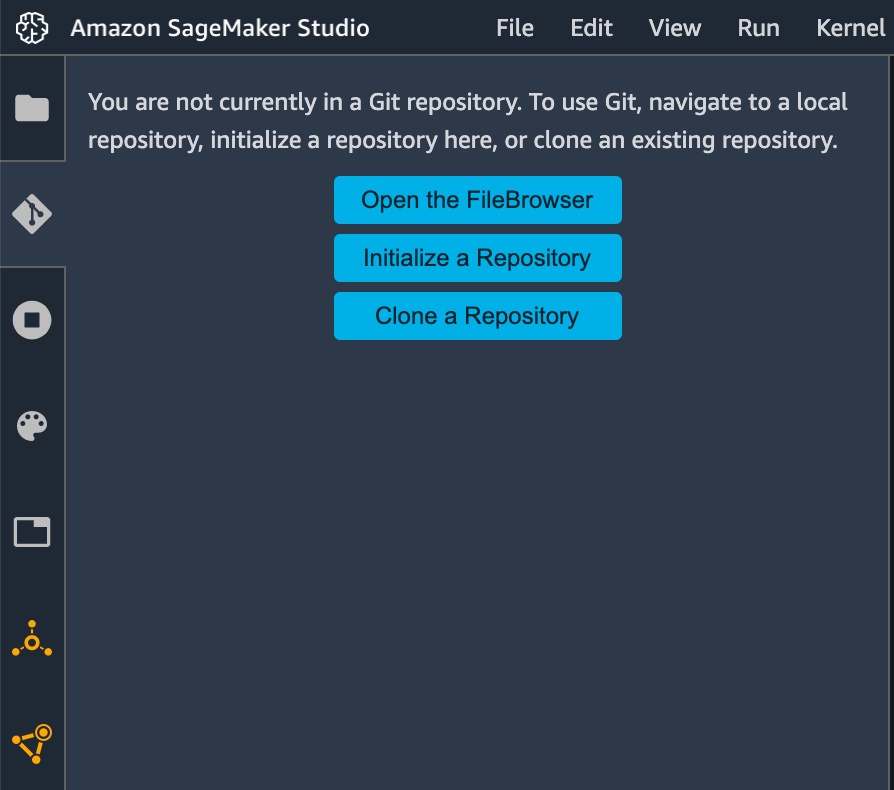 Amazon SageMaker Studio File Edit View Run Kernel
You are not currently in a Git repository. To use Git, navigate to a local
repository, initialize a repository here, or clone an existing repository.
Open the FileBrowser
Initialize a Repository
Clone a Repository